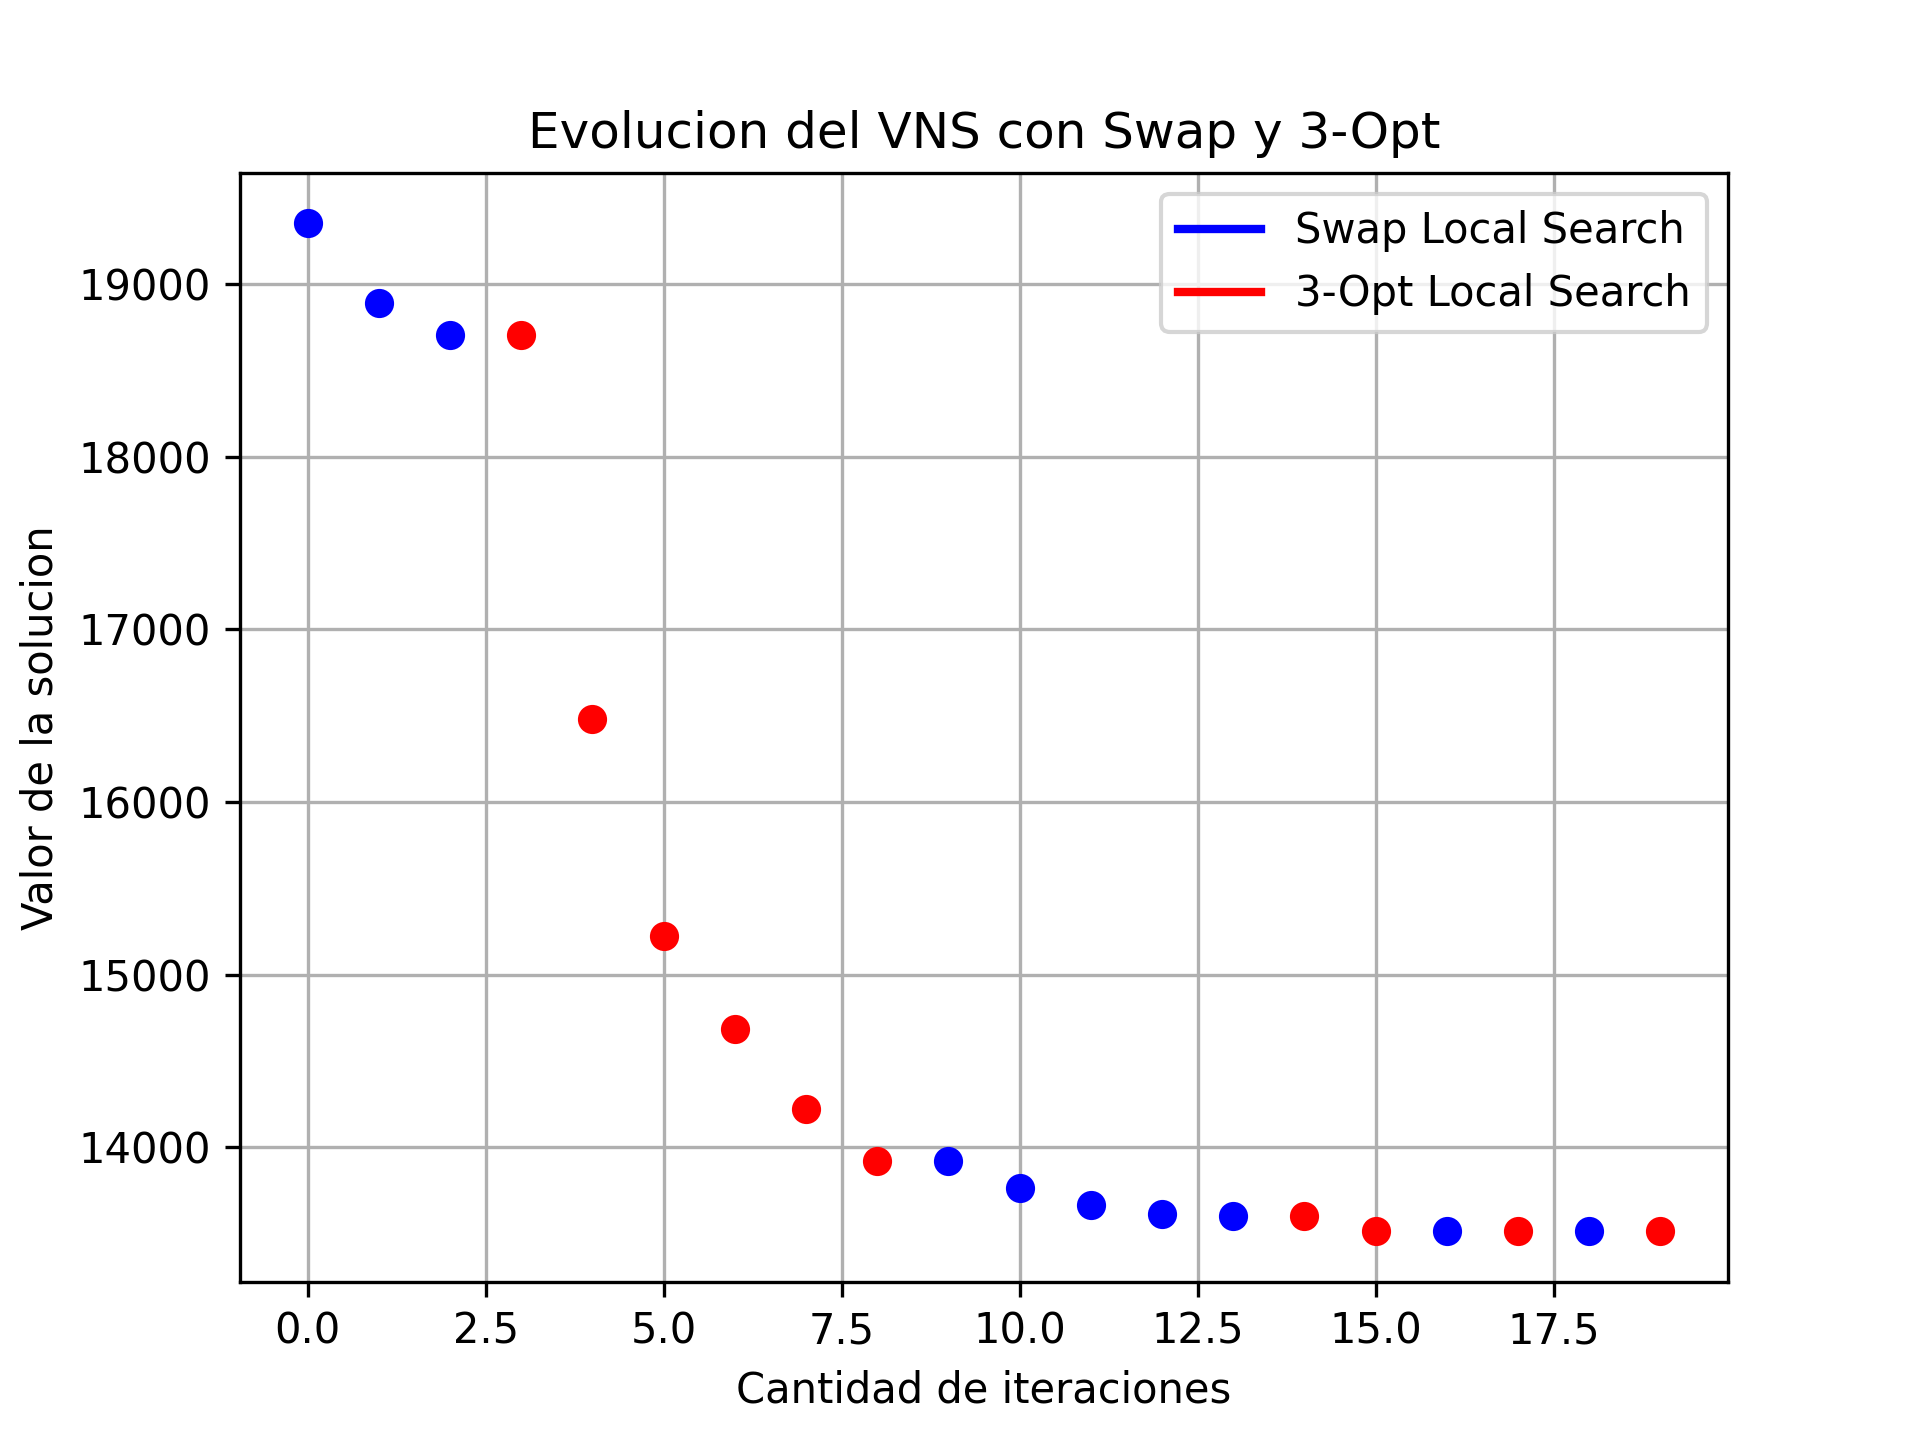 Evolucion del VNS con Swap y 3-Opt
Swap Local Search
3-Opt Local Search
Valor de la solucion
19000
18000
17000
16000
15000
14000
0.0 2.5 5.0 7.5 10.0 12.5 15.0 17.5
Cantidad de iteraciones